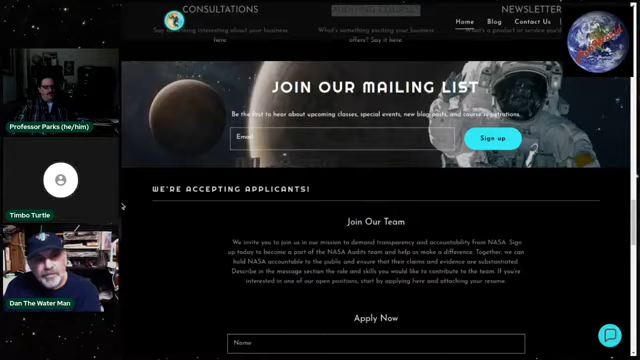 CONSULTATIONS
NEWSLETTER
Home
Blog
Contact Us
Say something interesting about your business
here.
What's something exciting your business
offers? Say it here.
What's a product or service you'd
JOIN OUR MAILING LIST
Be the first to hear about upcoming classes, special events, new blog posts, and course registrations.
Email
Sign up
WE'RE ACCEPTING APPLICANTS!
Join Our Team
We invite you to join us in our mission to demand transparency and accountability from NASA. Sign
up today to become a part of the NASA Audits team and help us make a difference. Together, we can
hold NASA accountable to the public and ensure that their claims and evidence are substantiated.
Describe in the message section the role and skills you would like to contribute to the team. If you're
interested in one of our open positions, start by applying here and attaching your resume.
Apply Now
Name
Professor Parks (he/him)
Timbo Turtle
Dan The Water Man